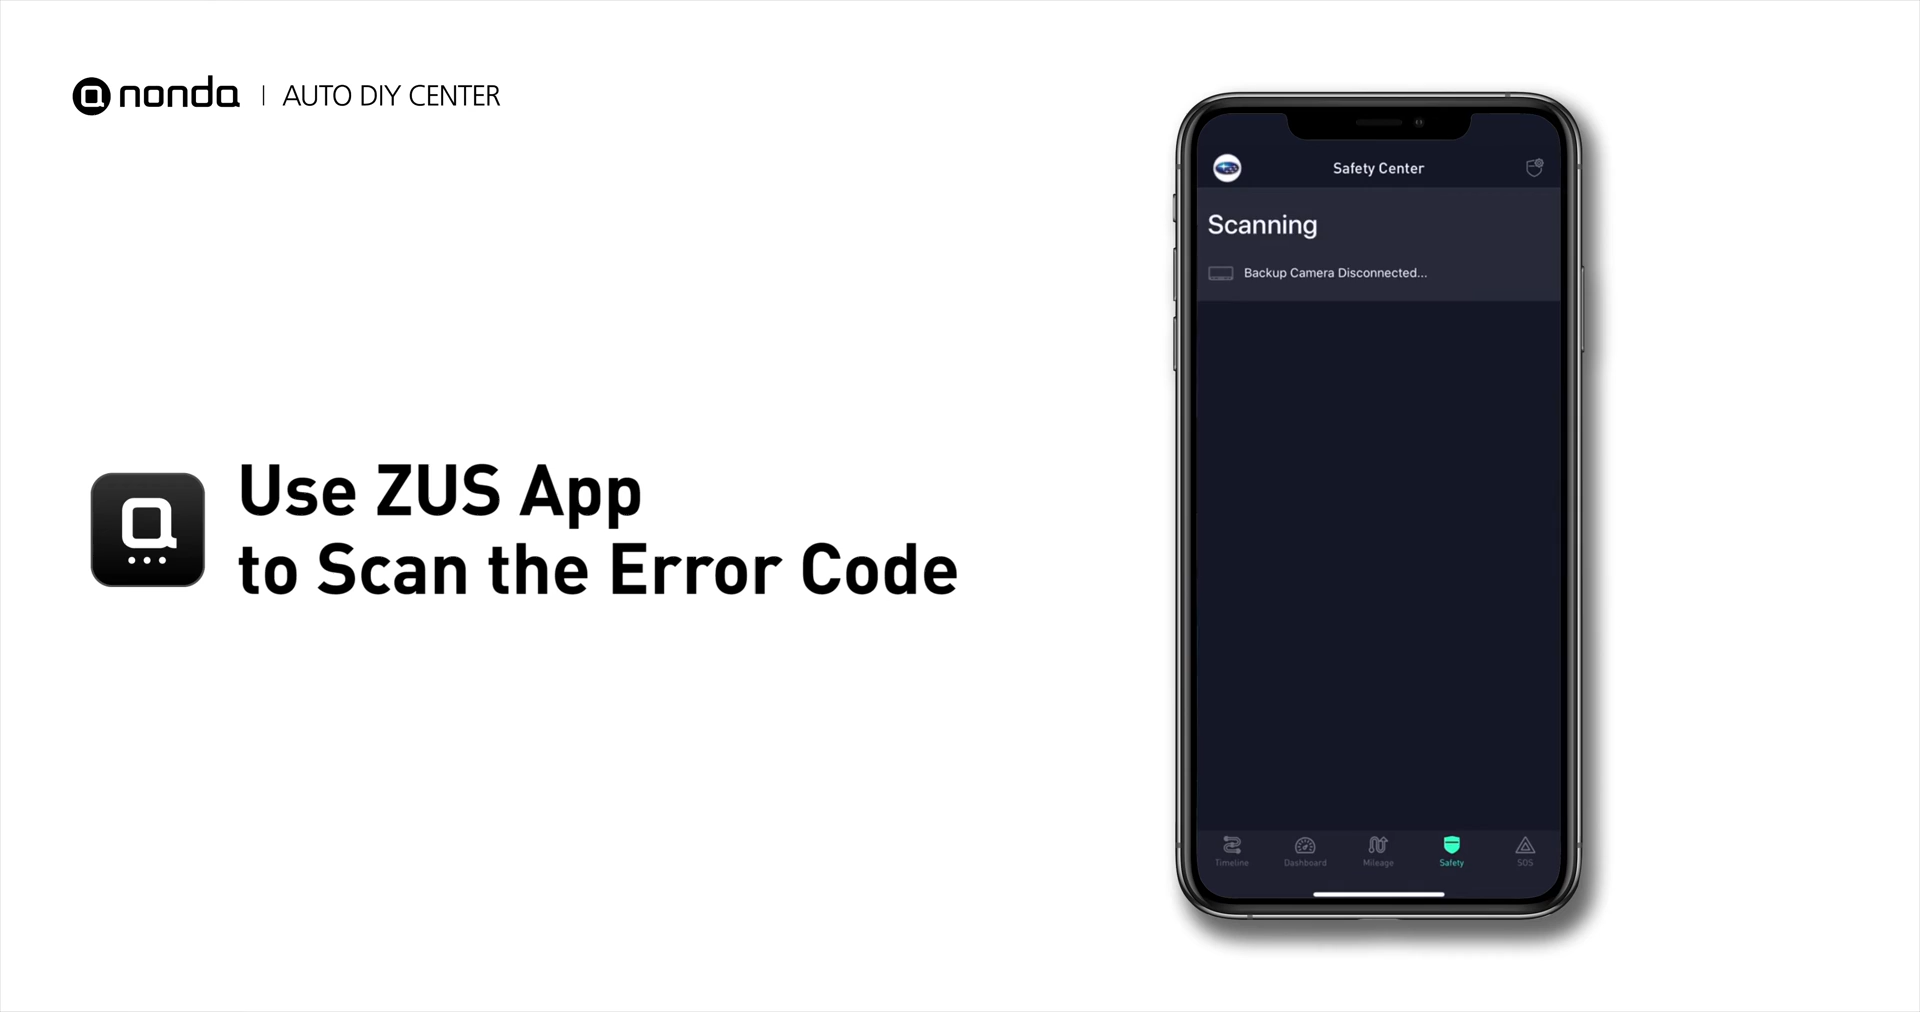 nonda | AUTO DIY CENTER
Use ZUS App
to Scan the Error Code
Safety Center
Scanning
Backup Camera Disconnected...
Timeline
Dashboard
Mileage
Safety
SOS